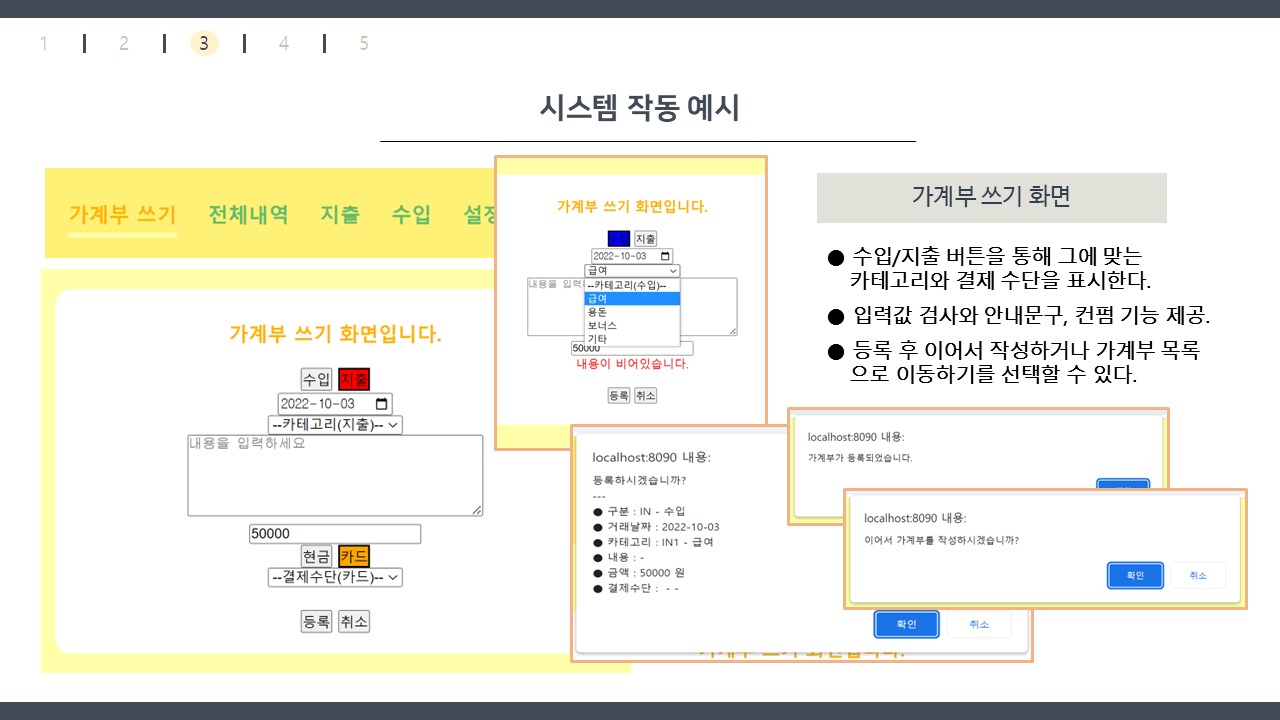 1 | 2 | 3 | 4 | 5
시스템 작동 예시
가계부 쓰기 전체내역 지출 수입 설정
가계부 쓰기 화면입니다.
수입 지출
2022-10-03
--카테고리(지출)--
내용을 입력하세요
50000
현금 카드
--결제수단(카드)--
등록 취소
가계부 쓰기 화면입니다.
지출
2022-10-03
급여
내용을 입력
--카테고리(수입)--
급여
용돈
보너스
기타
50000
내용이 비어있습니다.
등록 취소
가계부 쓰기 화면
● 수입/지출 버튼을 통해 그에 맞는
카테고리와 결제 수단을 표시한다.
● 입력값 검사와 안내문구, 컨펌 기능 제공.
● 등록 후 이어서 작성하거나 가계부 목록
으로 이동하기를 선택할 수 있다.
localhost:8090 내용:
등록하시겠습니까?
---
● 구분 : IN - 수입
● 거래날짜 : 2022-10-03
● 카테고리 : IN1 - 급여
● 내용 : -
● 금액 : 50000 원
● 결제수단 : - -
확인 취소
localhost:8090 내용:
가계부가 등록되었습니다.
localhost:8090 내용:
이어서 가계부를 작성하시겠습니까?
확인 취소
가계부 쓰기 화면입니다.